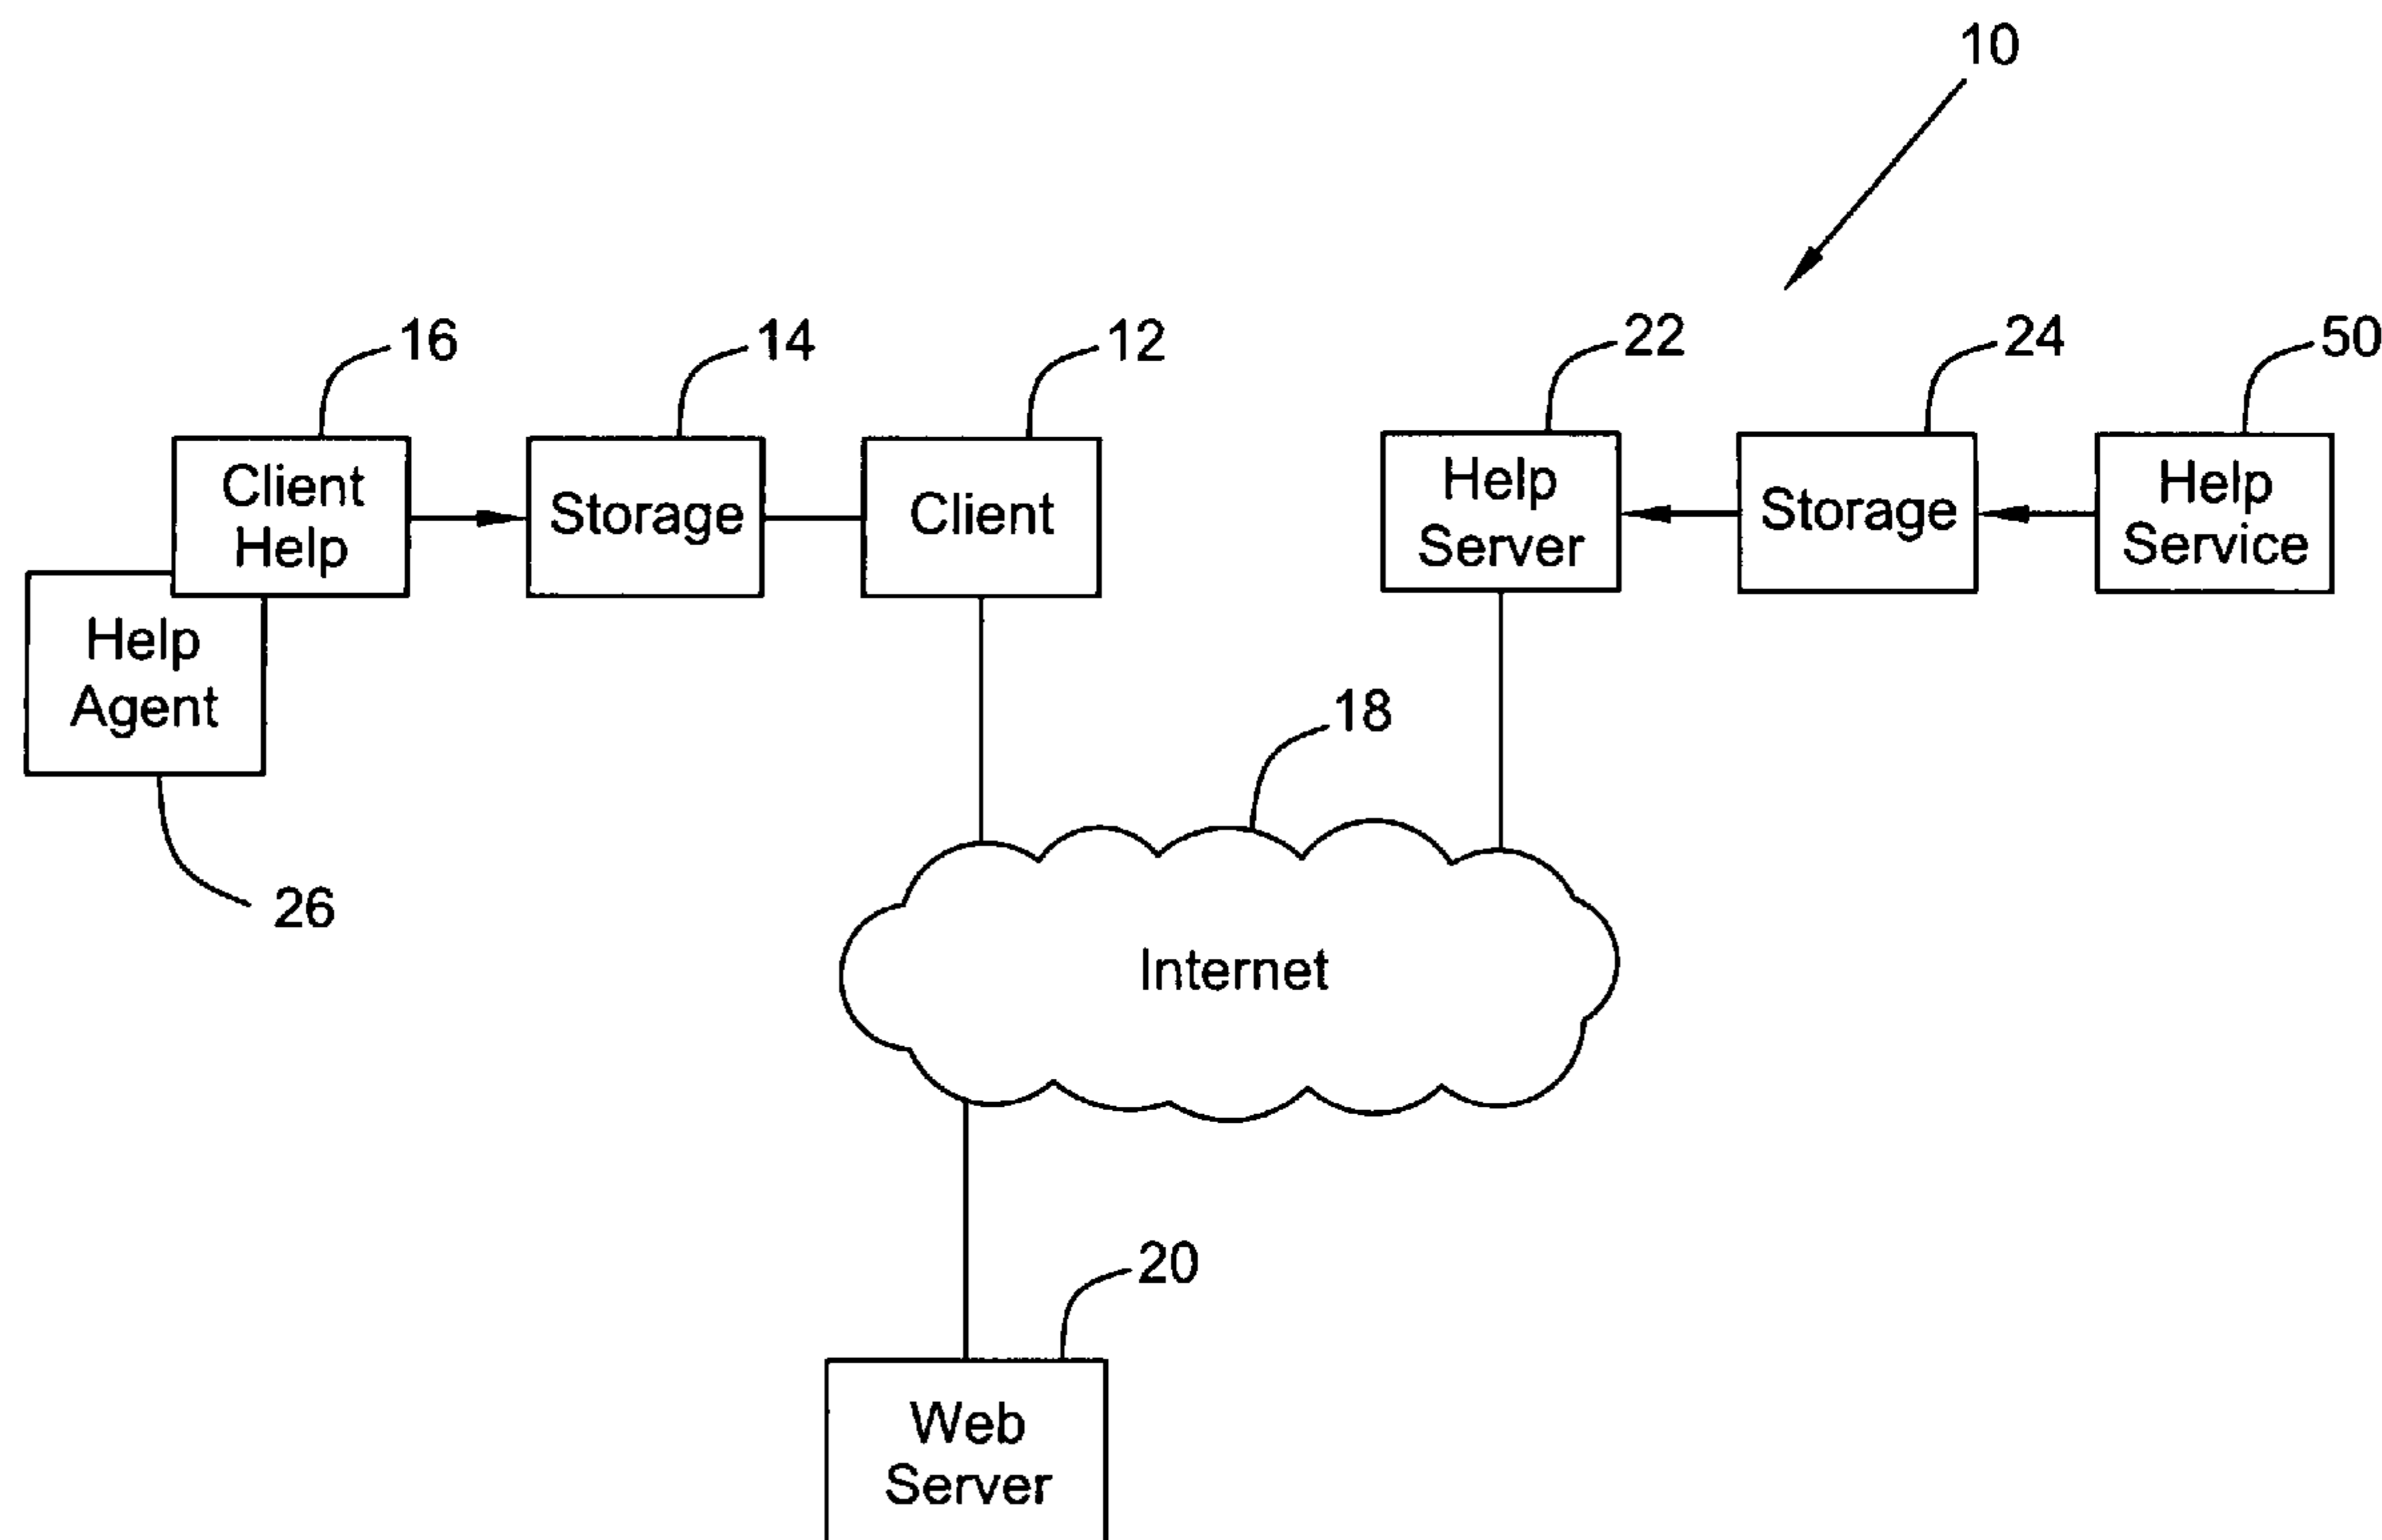 10
16
14
12
22
24
50
Client
Help
Storage
Client
Help
Server
Storage
Help
Service
Help
Agent
18
26
Internet
20
Web
Server